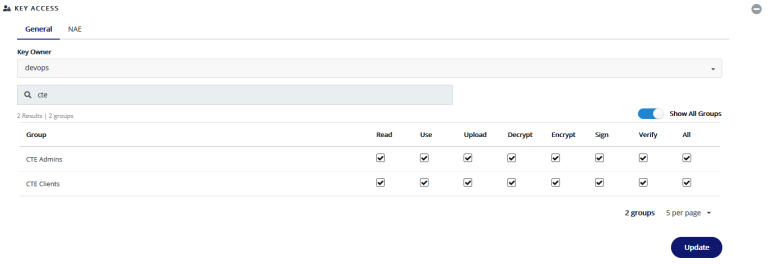 KEY ACCESS
General NAE
Key Owner
devops
cte
2 Results | 2 groups
Show All Groups
Group Read Use Upload Decrypt Encrypt Sign Verify All
CTE Admins
CTE Clients
2 groups 5 per page
Update